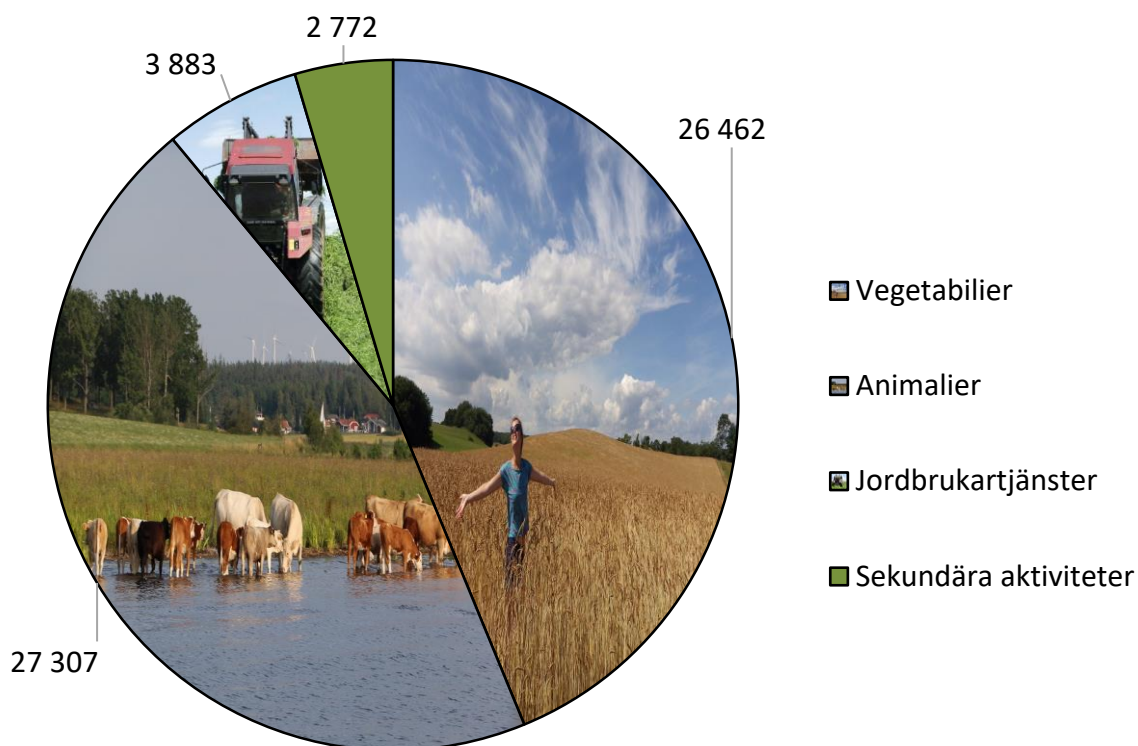 2 772
3 883
26 462
27 307
Vegetabilier
Animalier
Jordbrukartjänster
Sekundära aktiviteter